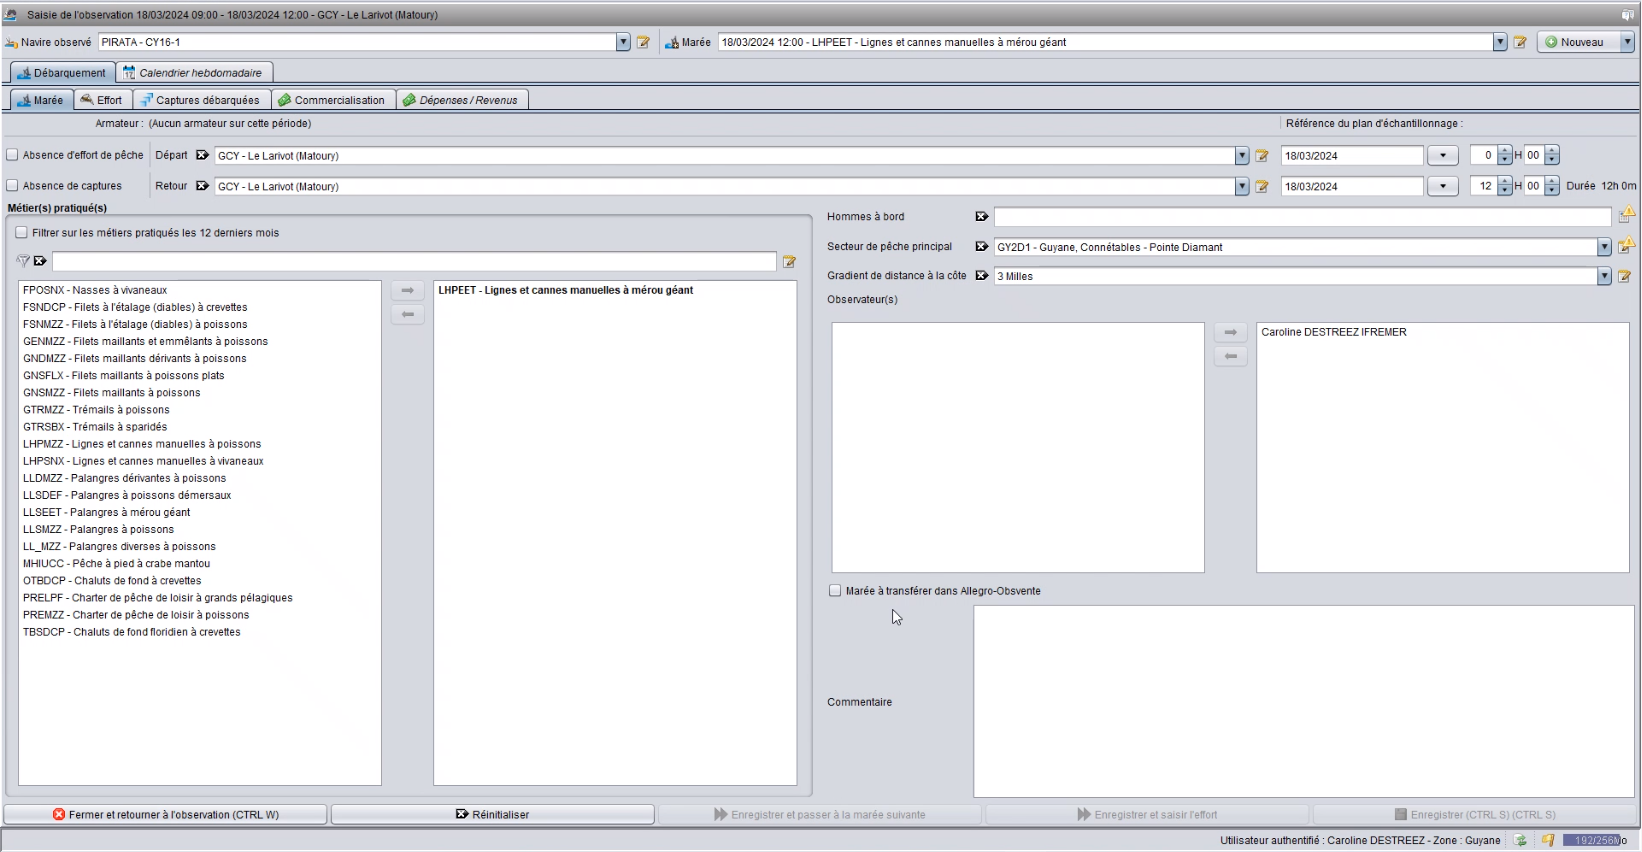 Saisie de l'observation 18/03/2024 09:00 - 18/03/2024 12:00 - GCY - Le Larivot (Matoury)
Navire observé PIRATA - CY16-1 Marée 18/03/2024 12:00 - LHPEET - Lignes et cannes manuelles à mérou géant Nouveau
Débarquement Calendrier hebdomadaire
Marée Effort Captures débarquées Commercialisation Dépenses / Revenus
Armateur : (Aucun armateur sur cette période) Référence du plan d'échantillonnage :
Absence d'effort de pêche Départ GCY - Le Larivot (Matoury) 18/03/2024 0 H 00
Absence de captures Retour GCY - Le Larivot (Matoury) 18/03/2024 12 H 00 Durée 12h 0m
Métier(s) pratiqué(s)
Filtrer sur les métiers pratiqués les 12 derniers mois
FPOSNX - Nasses à vivaneaux
FSNDCP - Filets à l'étalage (diables) à crevettes
FSNMZZ - Filets à l'étalage (diables) à poissons
GENMZZ - Filets maillants et emmêlants à poissons
GNDMZZ - Filets maillants dérivants à poissons
GNSFLX - Filets maillants à poissons plats
GNSMZZ - Filets maillants à poissons
GTRMZZ - Trémails à poissons
GTRSBX - Trémails à sparidés
LHPMZZ - Lignes et cannes manuelles à poissons
LHPSNX - Lignes et cannes manuelles à vivaneaux
LLDMZZ - Palangres dérivantes à poissons
LLSDEF - Palangres à poissons démersaux
LLSEET - Palangres à mérou géant
LLSMZZ - Palangres à poissons
LL_MZZ - Palangres diverses à poissons
MHIUCC - Pêche à pied à crabe mantou
OTBDCP - Chaluts de fond à crevettes
PRELPF - Charter de pêche de loisir à grands pélagiques
PREMZZ - Charter de pêche de loisir à poissons
TBSDCP - Chaluts de fond floridien à crevettes
LHPEET - Lignes et cannes manuelles à mérou géant
Hommes à bord
Secteur de pêche principal GY2D1 - Guyane, Connétables - Pointe Diamant
Gradient de distance à la côte 3 Milles
Observateur(s)
Caroline DESTREEZ IFREMER
Marée à transférer dans Allegro-Obsvente
Commentaire
Fermer et retourner à l'observation (CTRL W) Réinitialiser Enregistrer et passer à la marée suivante Enregistrer et saisir l'effort Enregistrer (CTRL S) (CTRL S)
Utilisateur authentifié : Caroline DESTREEZ - Zone : Guyane 192/256Mo